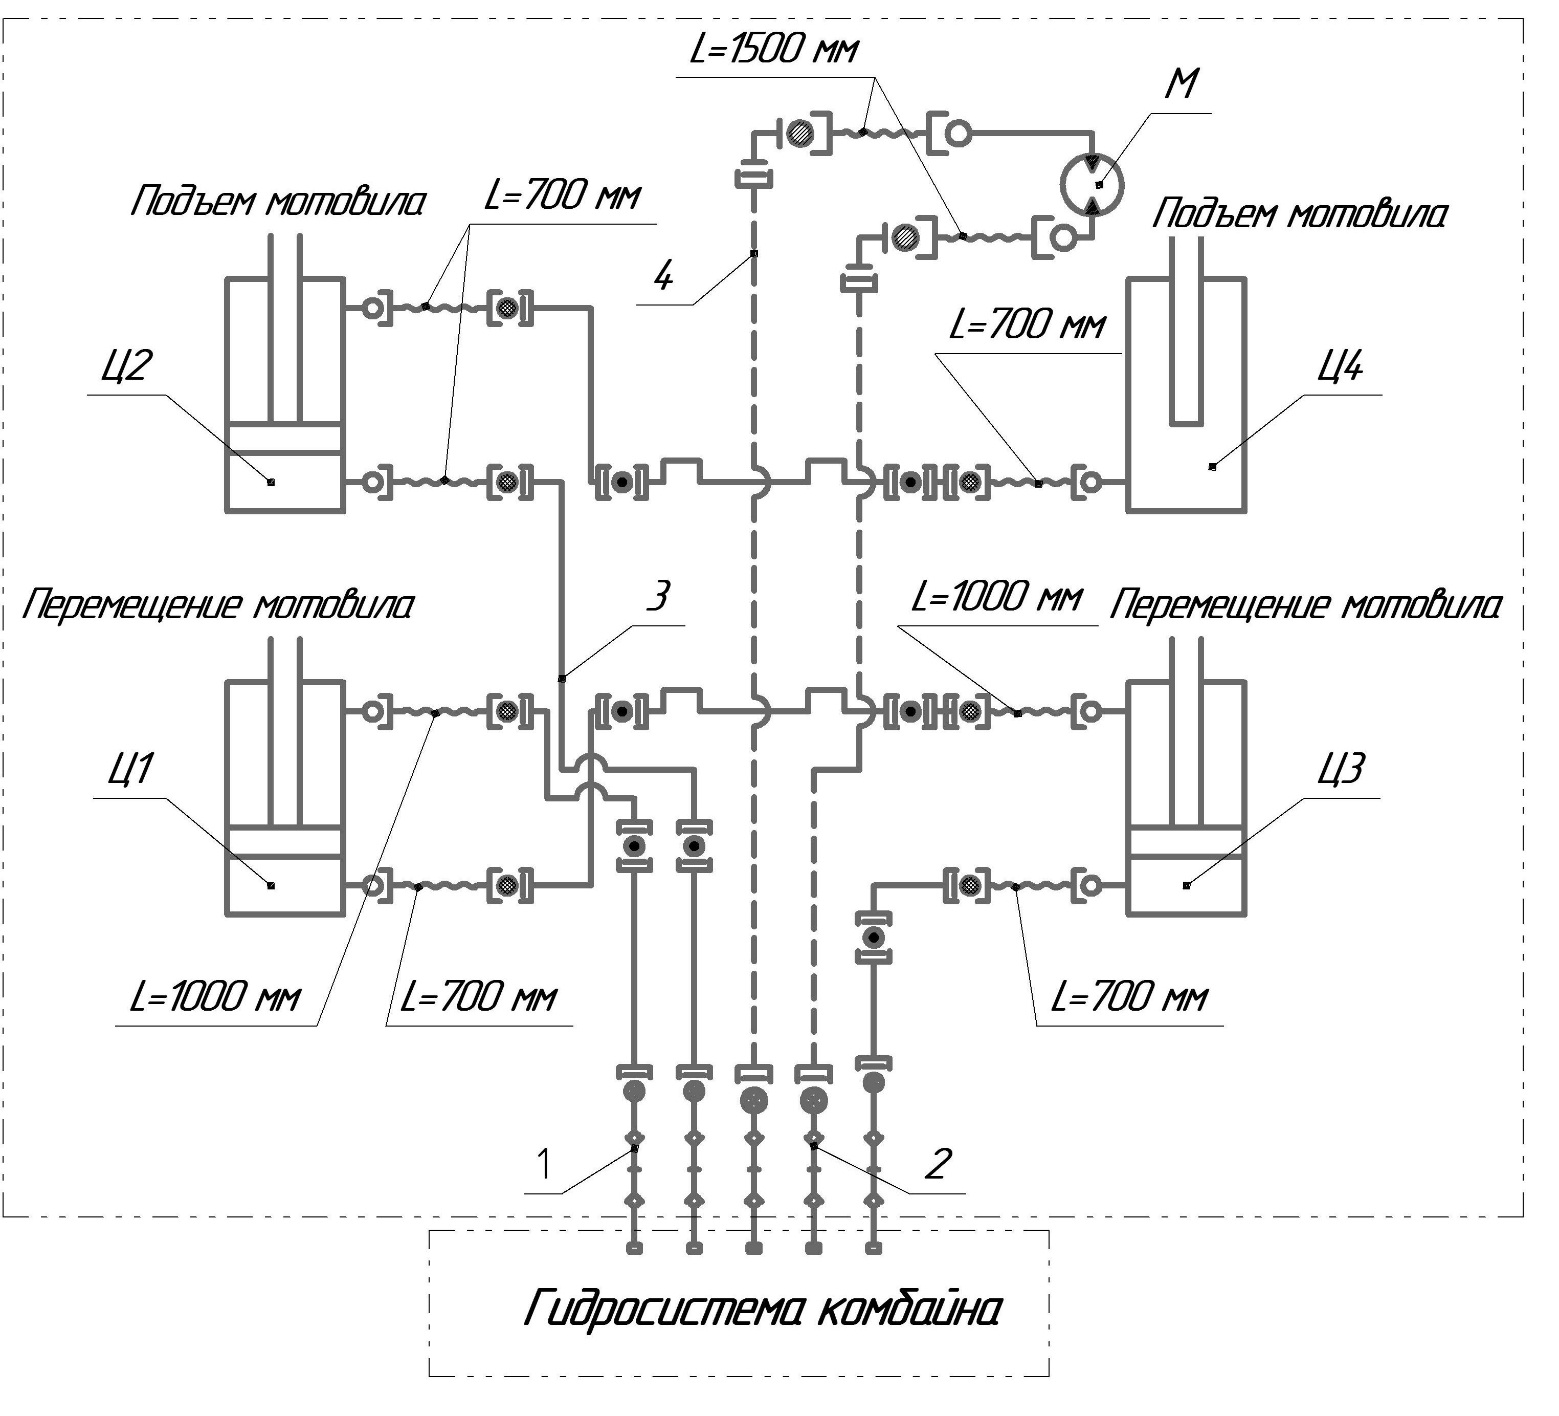 L=1500 мм
М
Подъем мотовила
L=700 мм
Подъем мотовила
4
L=700 мм
Ц2
Ц4
Перемещение мотовила
3
L=1000 мм
Перемещение мотовила
Ц1
Ц3
L=1000 мм
L=700 мм
L=700 мм
1
2
Гидросистема комбайна